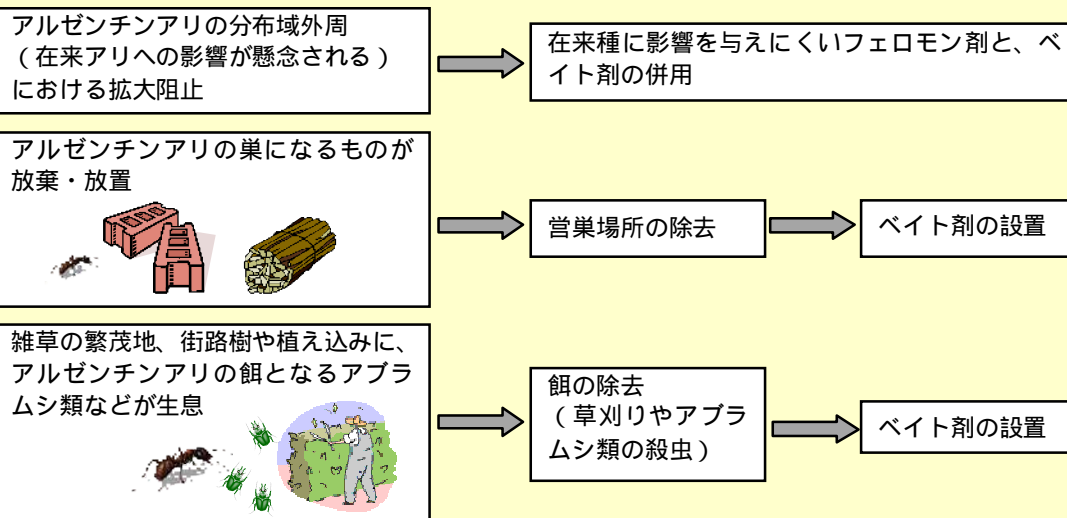 アルゼンチンアリの分布域外周
（在来アリへの影響が懸念される）
における拡大阻止
在来種に影響を与えにくいフェロモン剤と、ベ
イト剤の併用
アルゼンチンアリの巣になるものが
放棄・放置
営巣場所の除去
ベイト剤の設置
雑草の繁茂地、街路樹や植え込みに、
アルゼンチンアリの餌となるアブラ
ムシ類などが生息
餌の除去
（草刈りやアブラ
ムシ類の殺虫）
ベイト剤の設置